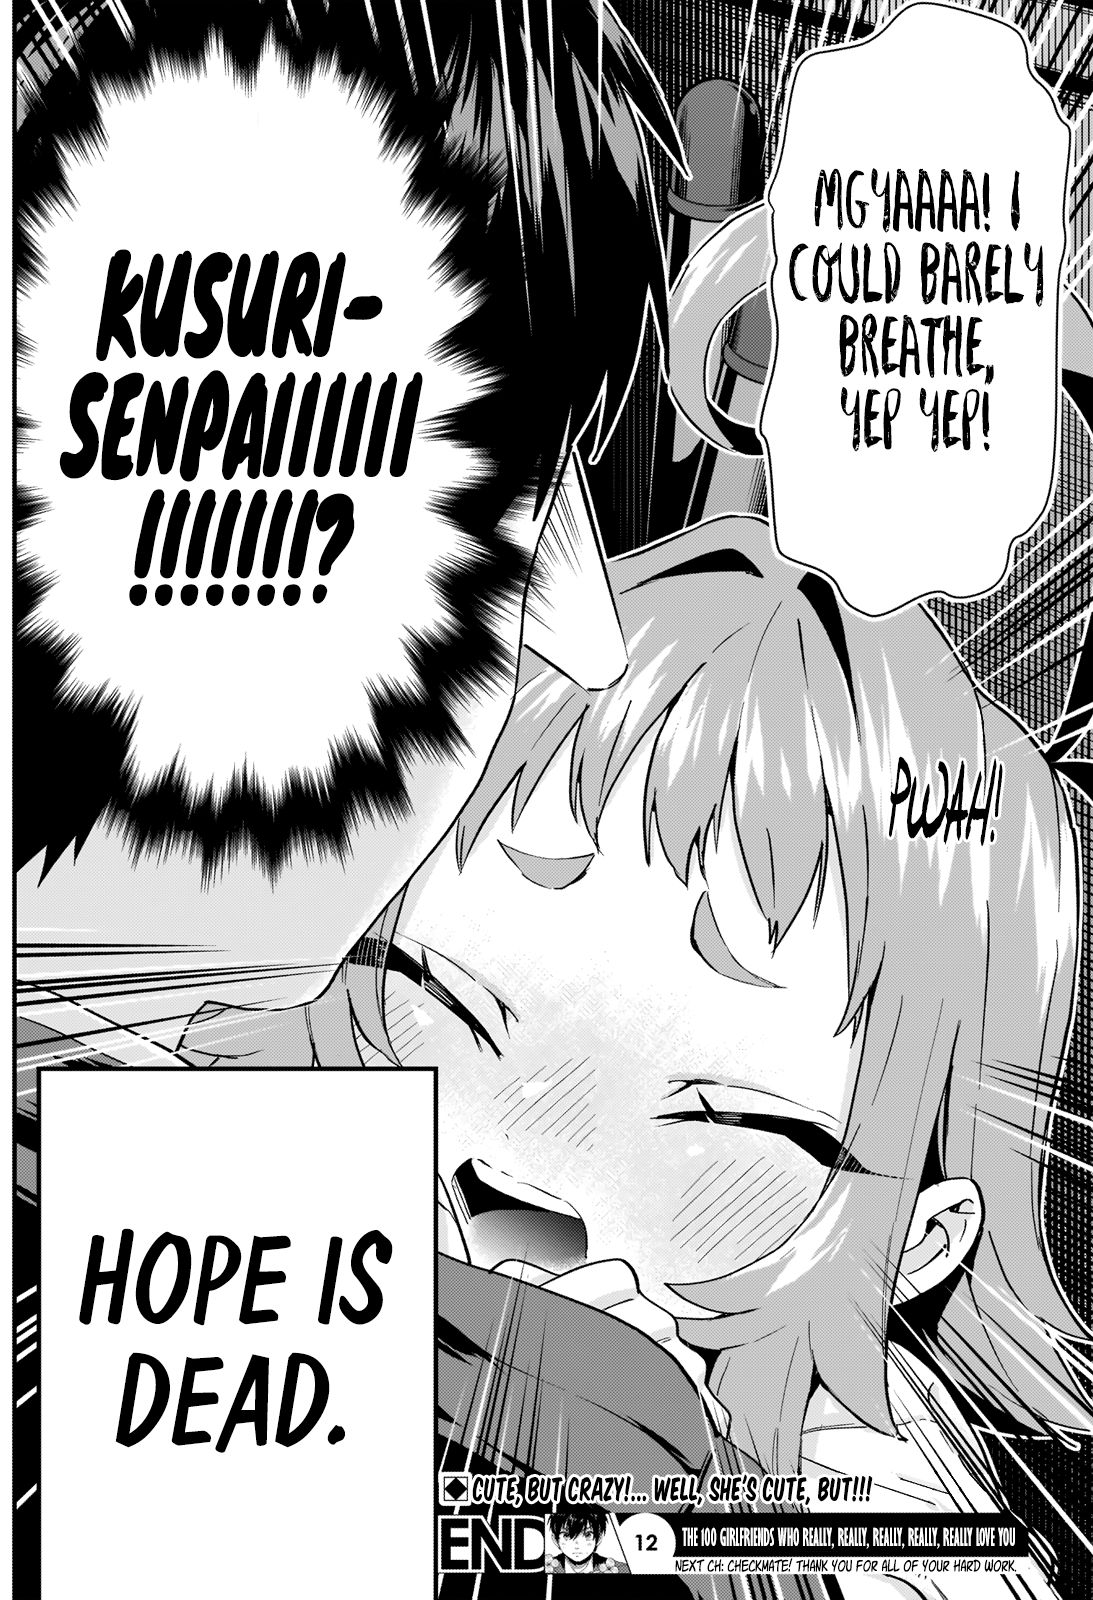 MGYAAAA! I
COULD BARELY
BREATHE,
YEP YEP!
KUSURI-
SENPAIIIIIII
!!!!!!!!?
PWAH!
HOPE IS
DEAD.
CUTE, BUT CRAZY!... WELL, SHE'S CUTE, BUT!!!
END
12
THE 100 GIRLFRIENDS WHO REALLY, REALLY, REALLY, REALLY, REALLY LOVE YOU
NEXT CH: CHECKMATE! THANK YOU FOR ALL OF YOUR HARD WORK.